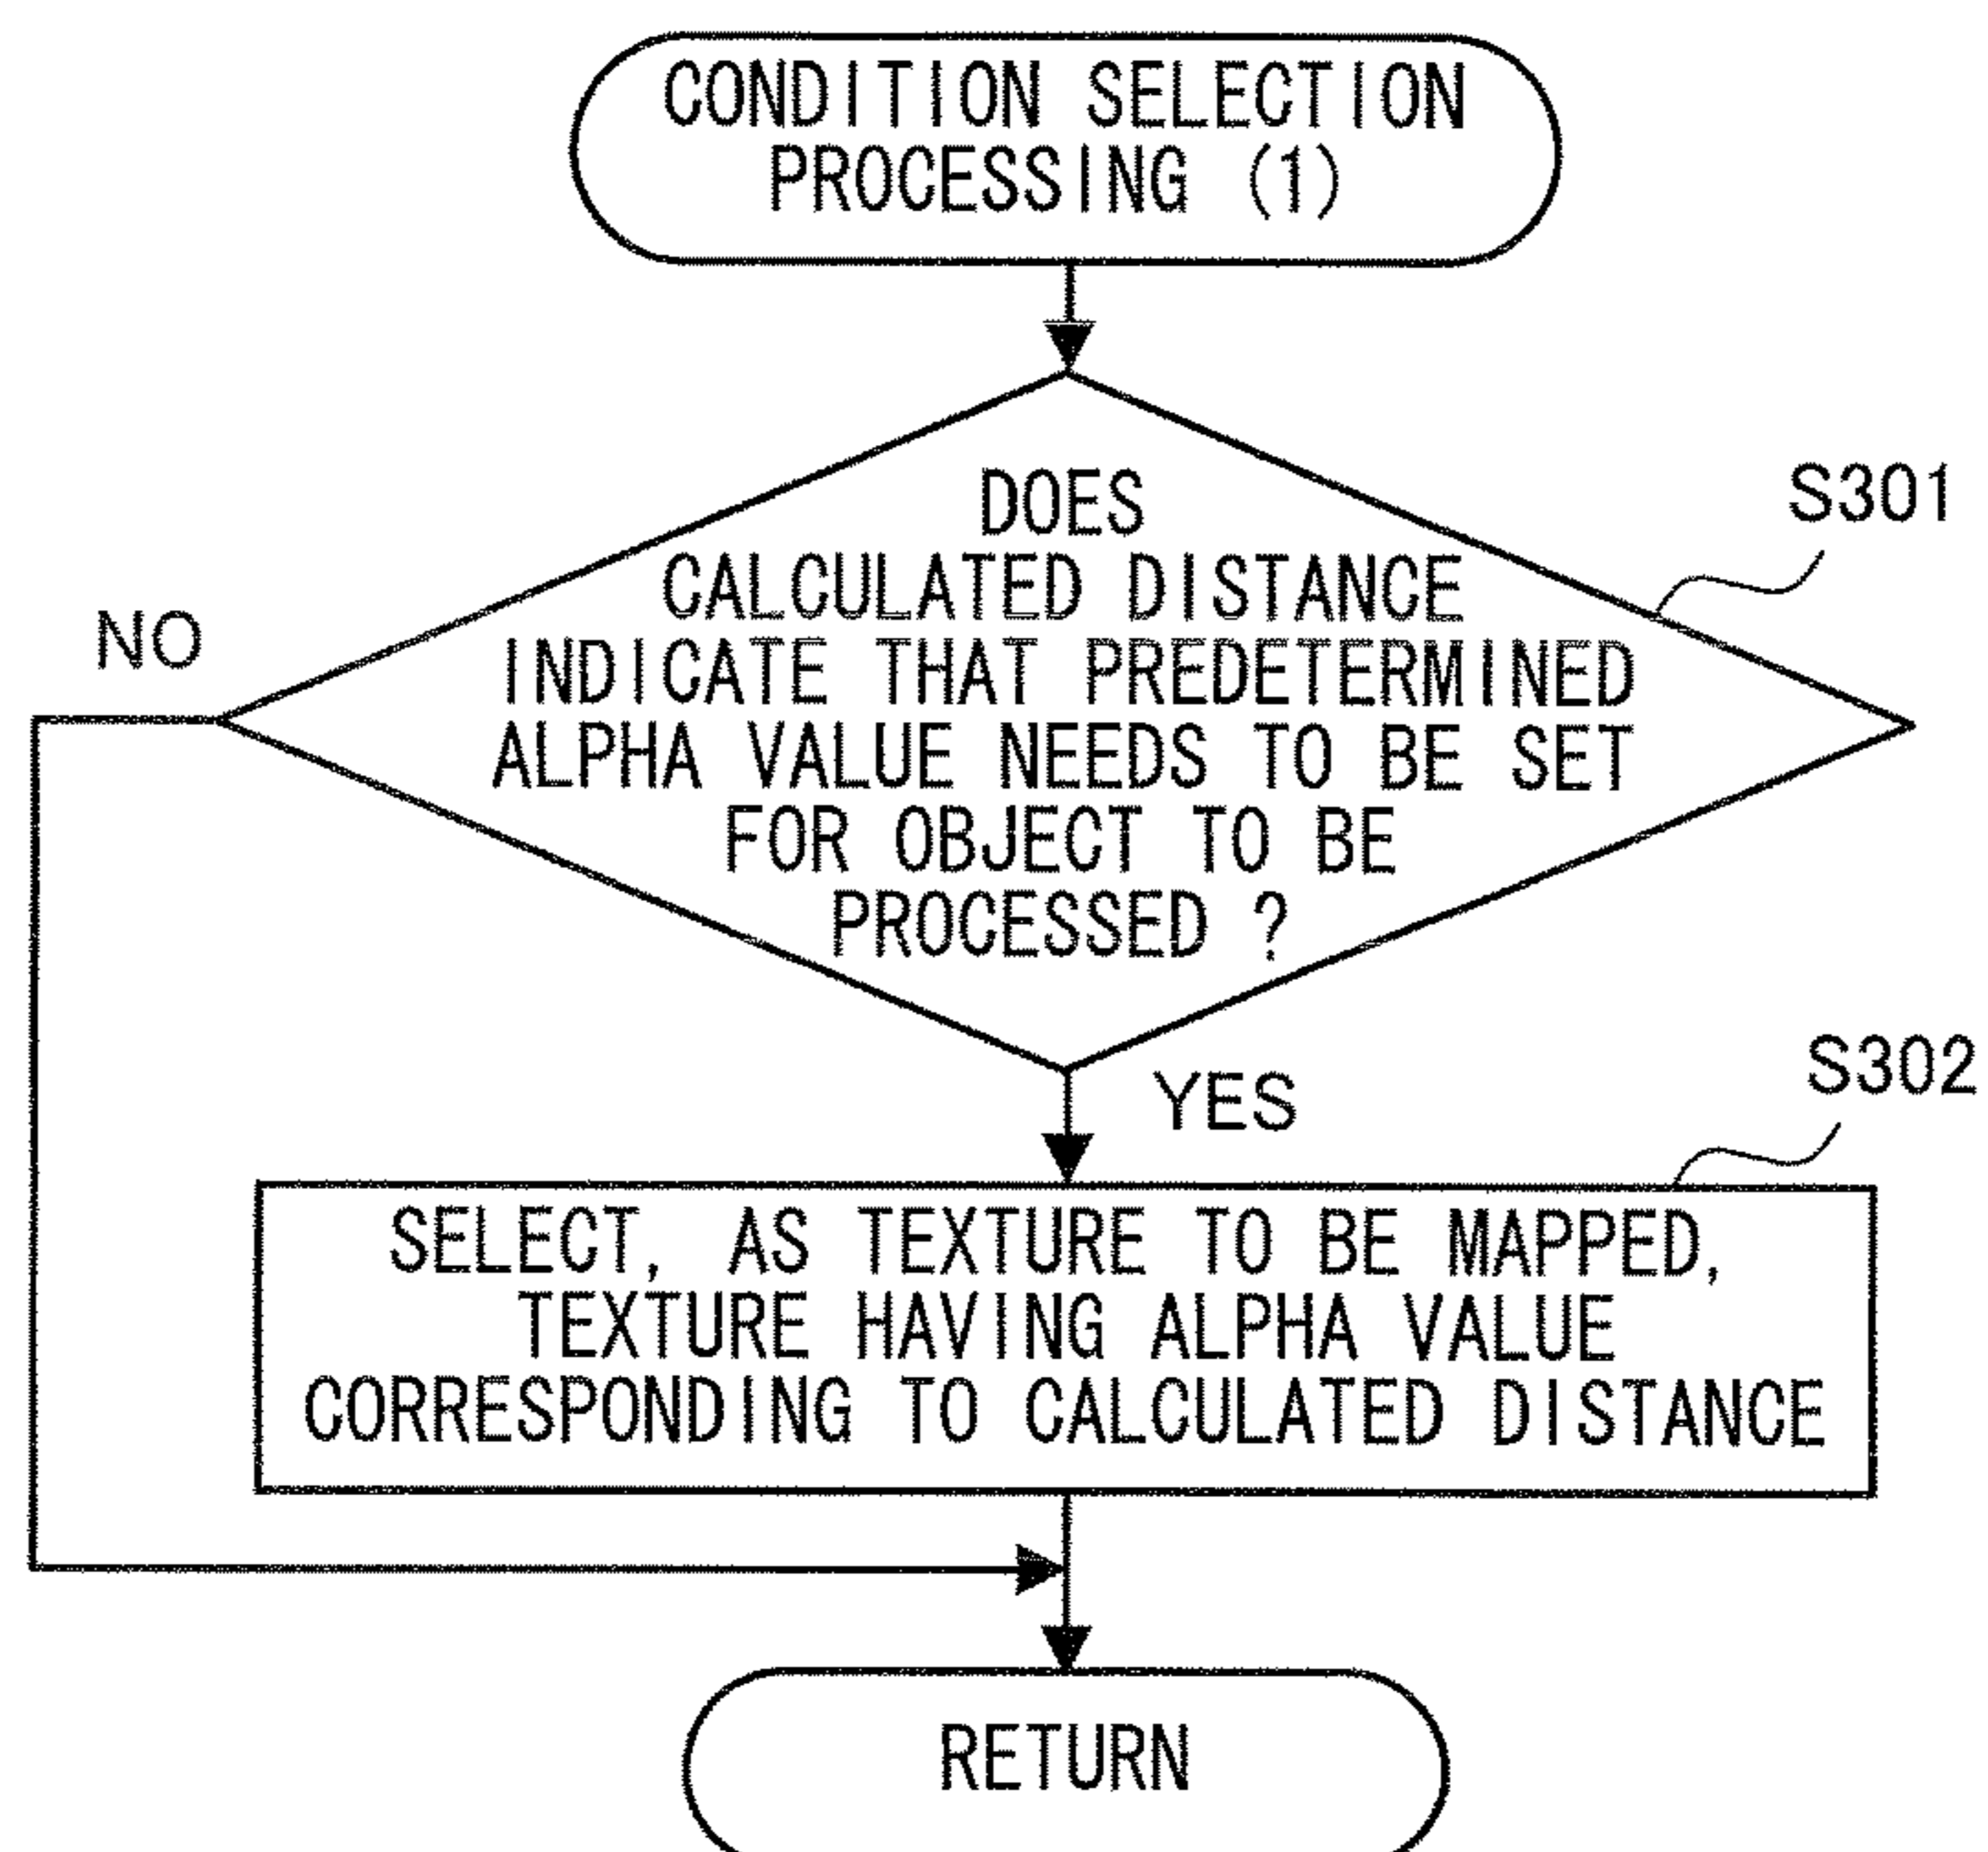 CONDITION SELECTION
PROCESSING (1)
DOES
CALCULATED DISTANCE
INDICATE THAT PREDETERMINED
ALPHA VALUE NEEDS TO BE SET
FOR OBJECT TO BE
PROCESSED ?
S301
NO
YES
S302
SELECT, AS TEXTURE TO BE MAPPED,
TEXTURE HAVING ALPHA VALUE
CORRESPONDING TO CALCULATED DISTANCE
RETURN